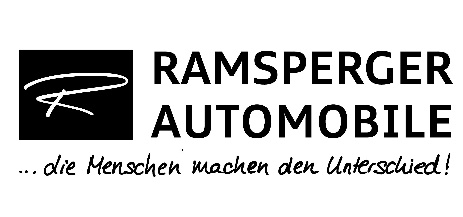 R RAMSPERGER
AUTOMOBILE
... die Menschen machen den Unterschied!